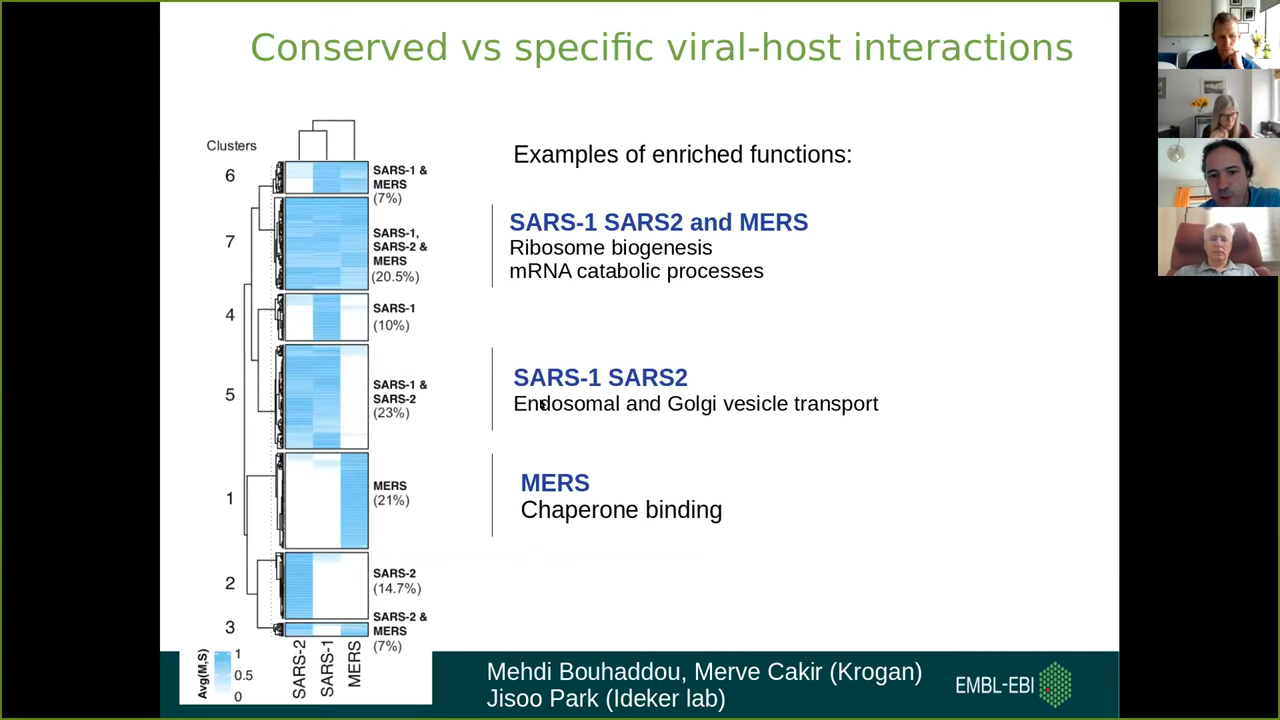 Conserved vs specific viral-host interactions
Clusters
6
SARS-1 &
MERS
(7%)
7
SARS-1,
SARS-2 &
MERS
(20.5%)
4
SARS-1
(10%)
5
SARS-1 &
SARS-2
(23%)
1
MERS
(21%)
2
SARS-2
(14.7%)
3
SARS-2 &
MERS
(7%)
SARS-2
SARS-1
MERS
Avg(M,S)
1
0.5
0
Examples of enriched functions:
SARS-1 SARS2 and MERS
Ribosome biogenesis
mRNA catabolic processes
SARS-1 SARS2
Endosomal and Golgi vesicle transport
MERS
Chaperone binding
Mehdi Bouhaddou, Merve Cakir (Krogan)
Jisoo Park (Ideker lab)
EMBL-EBI